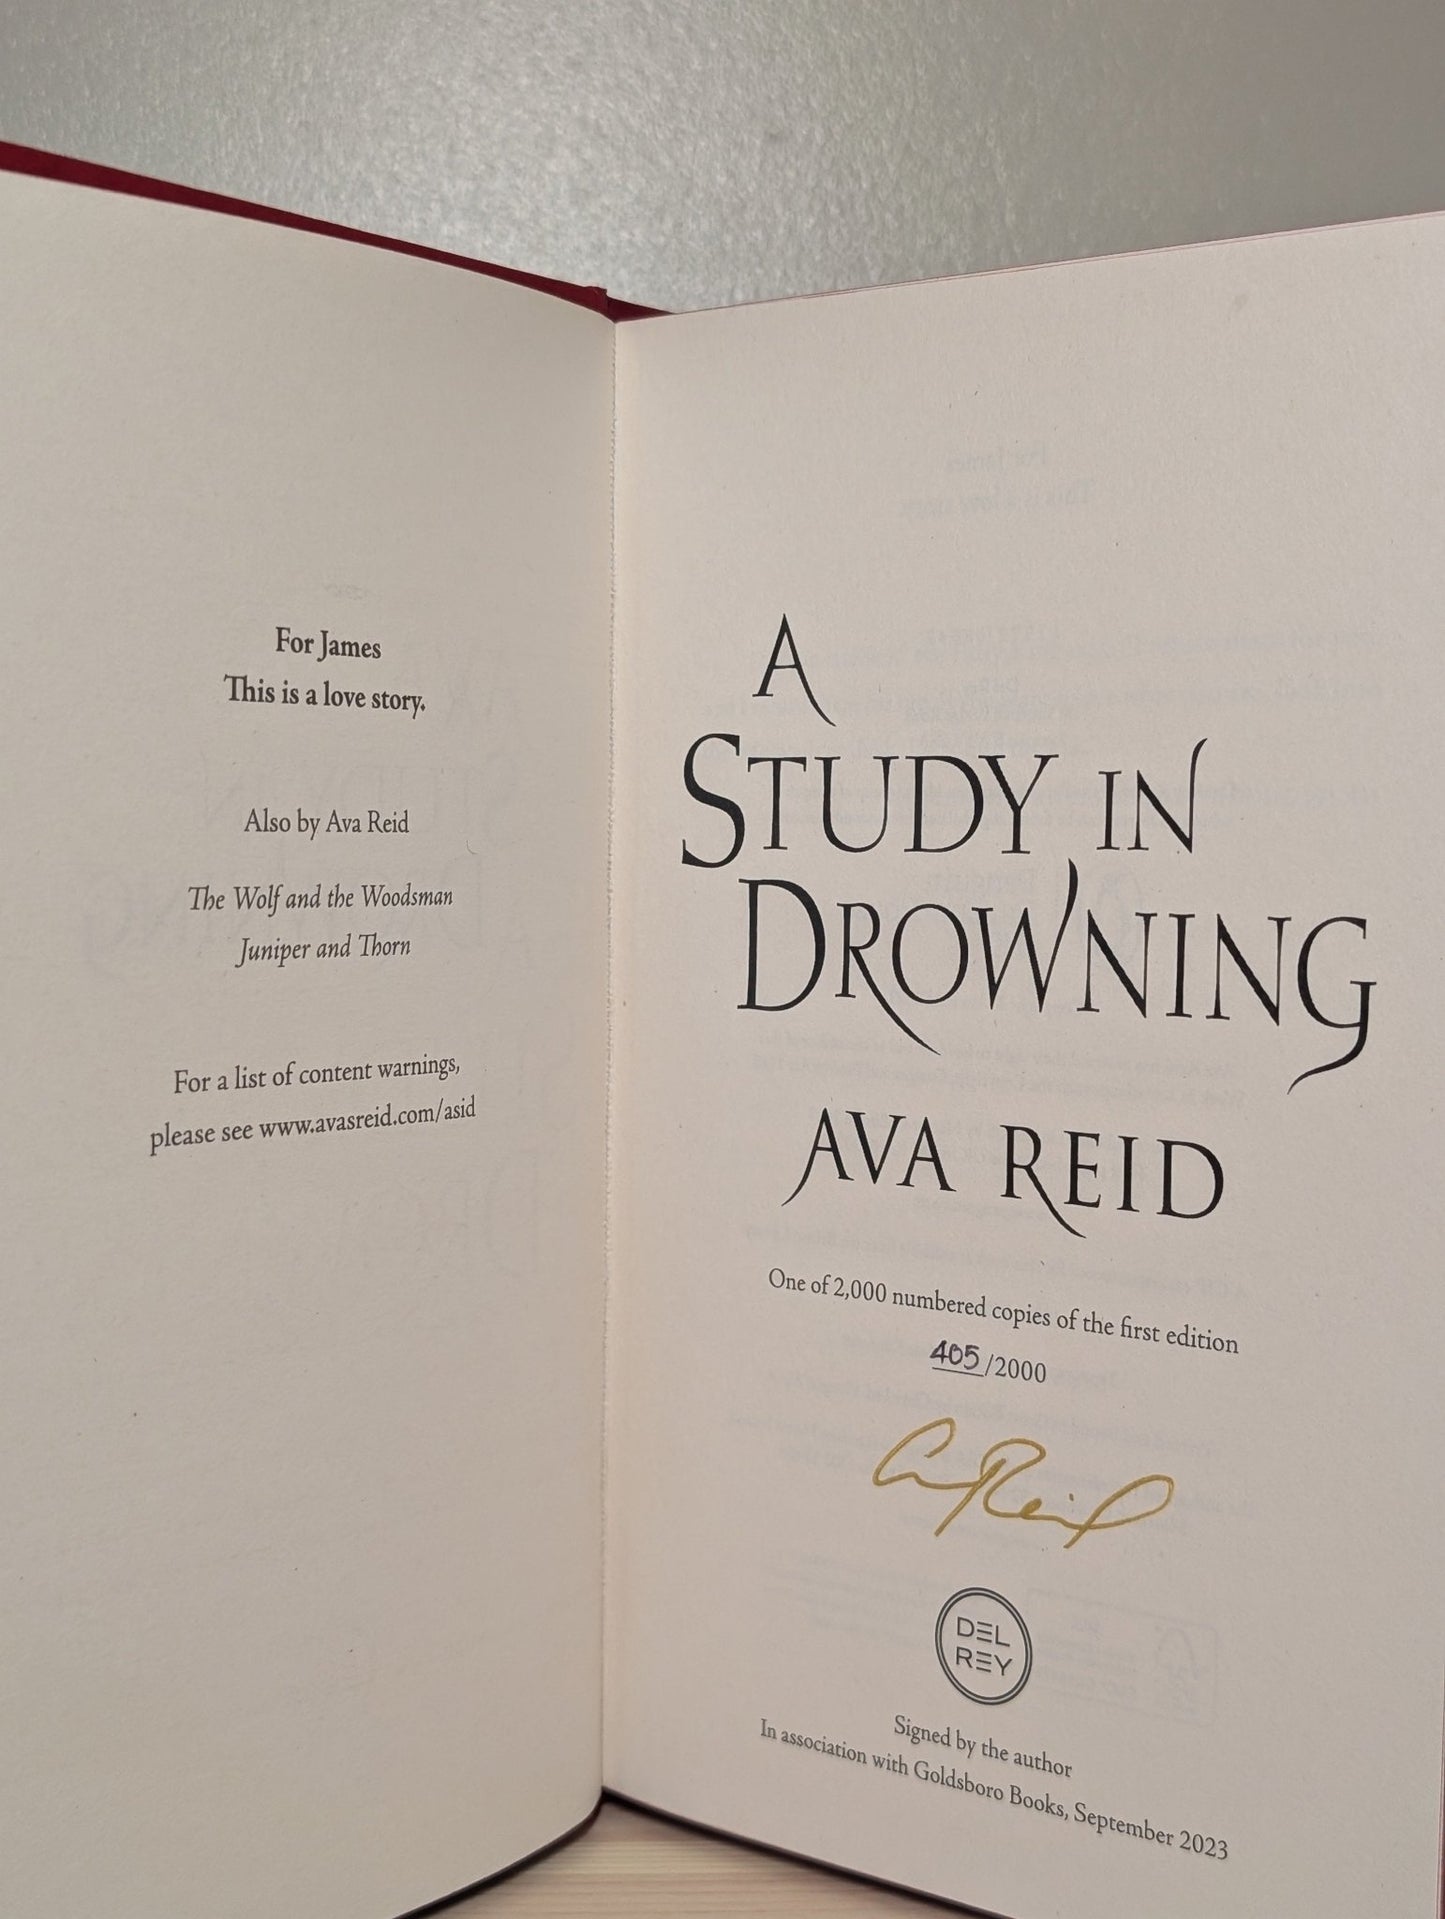 For James
This is a love story.
Also by Ava Reid
The Wolf and the Woodsman
Juniper and Thorn
For a list of content warnings,
please see www.avasreid.com/asid
A
STUDY IN
DROWNING
AVA REID
One of 2,000 numbered copies of the first edition
405/2000
Ava Reid
DEL
REY
Signed by the author
In association with Goldsboro Books, September 2023